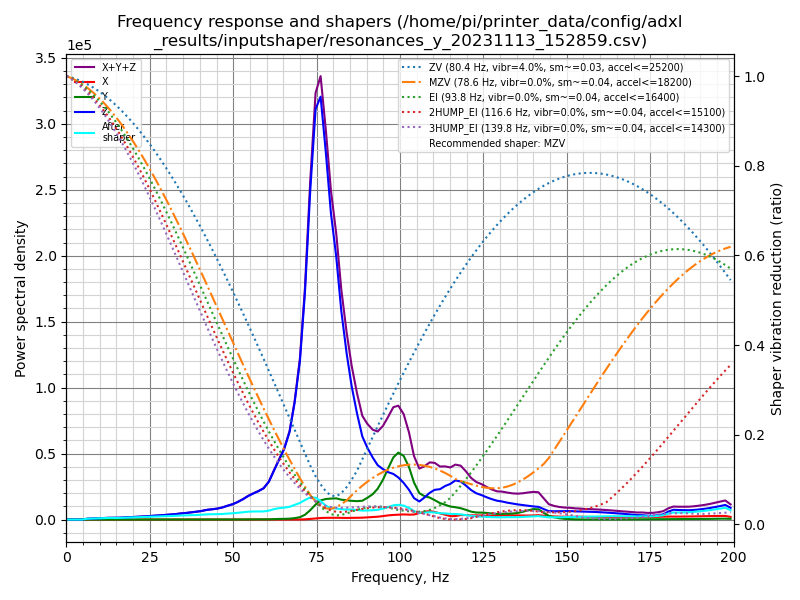 Frequency response and shapers (/home/pi/printer_data/config/adxl
_results/inputshaper/resonances_y_20231113_152859.csv)
1e5
X+Y+Z
X
Y
Z
After
shaper
ZV (80.4 Hz, vibr=4.0%, sm~=0.03, accel<=25200)
MZV (78.6 Hz, vibr=0.0%, sm~=0.04, accel<=18200)
EI (93.8 Hz, vibr=0.0%, sm~=0.04, accel<=16400)
2HUMP_EI (116.6 Hz, vibr=0.0%, sm~=0.04, accel<=15100)
3HUMP_EI (139.8 Hz, vibr=0.0%, sm~=0.04, accel<=14300)
Recommended shaper: MZV
3.5
3.0
2.5
2.0
1.5
1.0
0.5
0.0
Power spectral density
1.0
0.8
0.6
0.4
0.2
0.0
Shaper vibration reduction (ratio)
0 25 50 75 100 125 150 175 200
Frequency, Hz